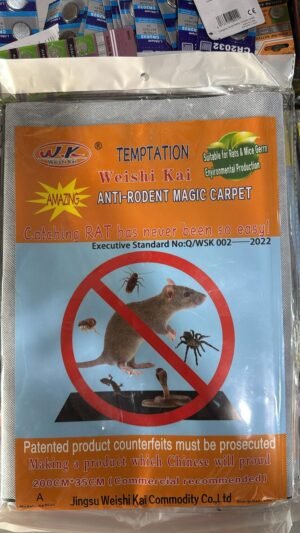 CR2032
W.K
WeiShiKai
®
TEMPTATION
Weishi Kai
AMAZING
ANTI-RODENT MAGIC CARPET
Suitable for Rats & Mice Germ
Environmental Production
Catching RAT has never been so easy!
Executive Standard No:Q/WSK 002——2022
Patented product counterfeits must be prosecuted
Making a product which Chinese will proud
200CM*35CM (Commercial recommended)
A
Jingsu Weishi Kai Commodity Co.,Ltd